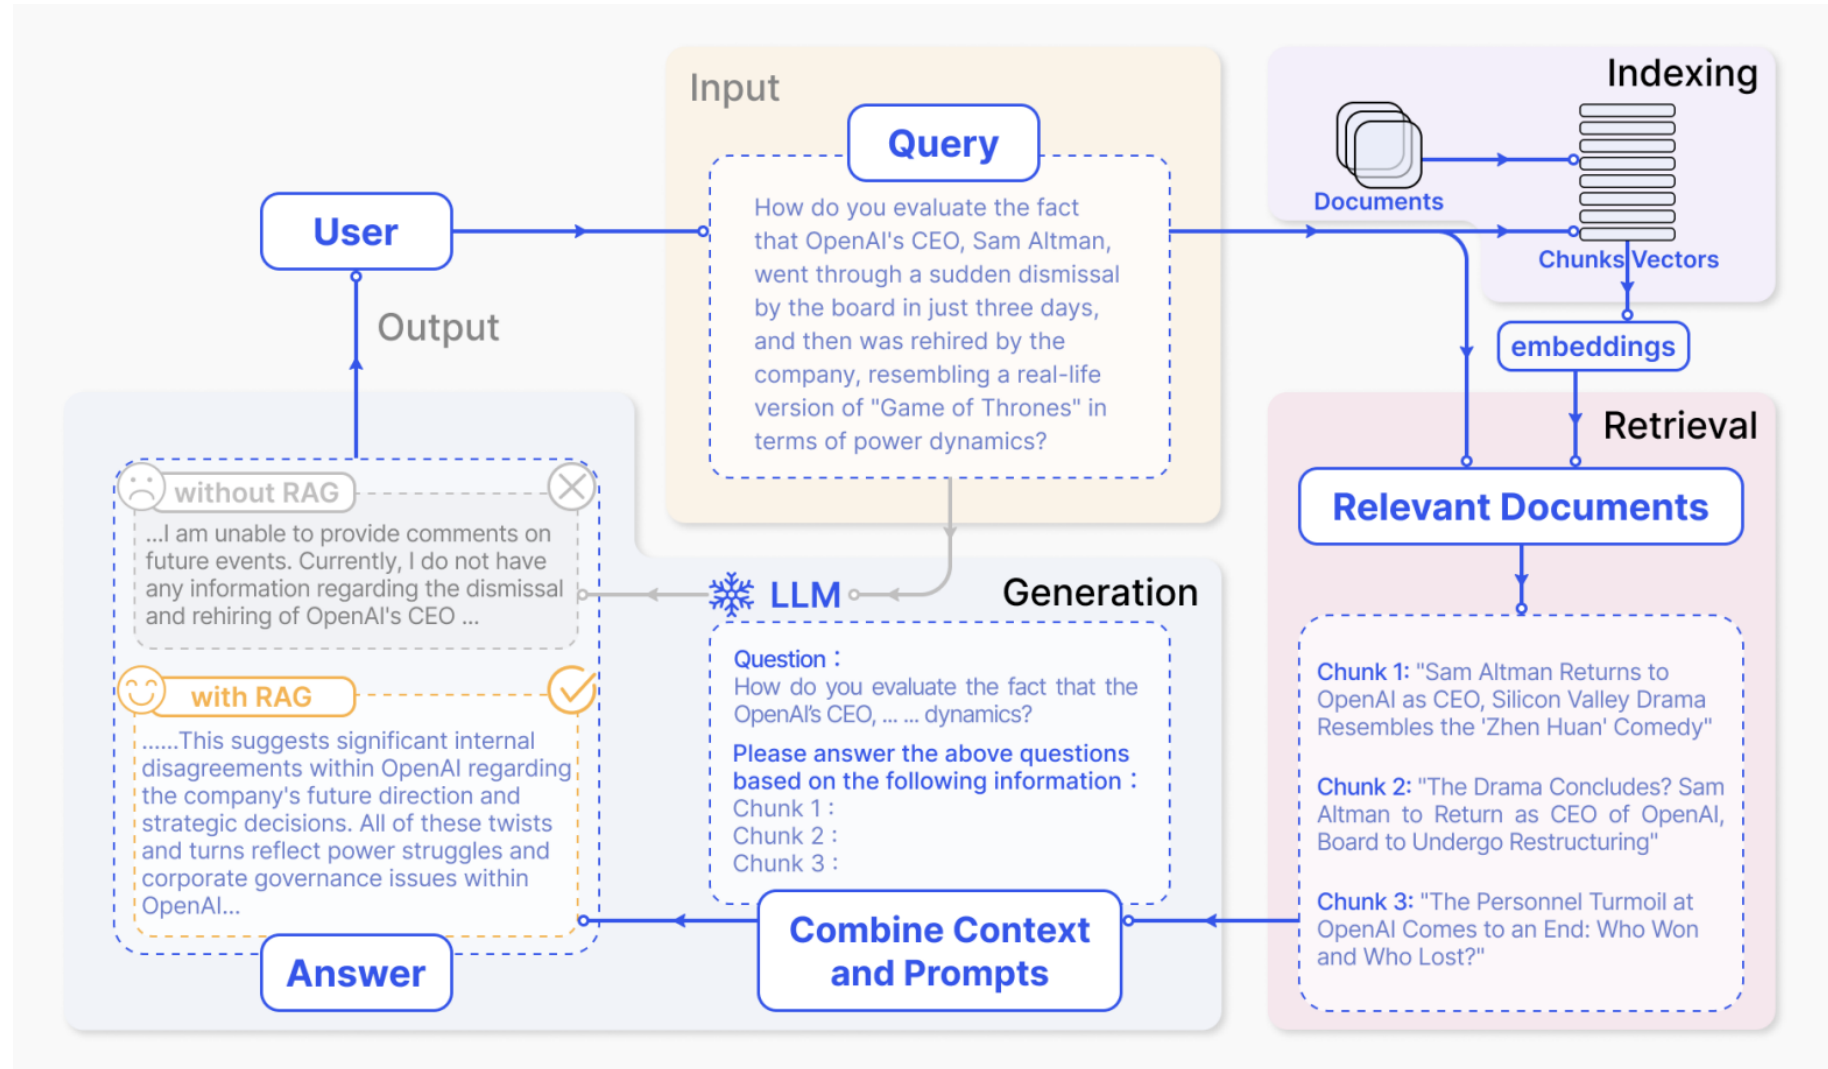 Input
Query
How do you evaluate the fact
that OpenAI's CEO, Sam Altman,
went through a sudden dismissal
by the board in just three days,
and then was rehired by the
company, resembling a real-life
version of "Game of Thrones" in
terms of power dynamics?
Indexing
Documents
Chunks Vectors
embeddings
User
Output
Retrieval
Relevant Documents
Chunk 1: "Sam Altman Returns to
OpenAI as CEO, Silicon Valley Drama
Resembles the 'Zhen Huan' Comedy"
Chunk 2: "The Drama Concludes? Sam
Altman to Return as CEO of OpenAI,
Board to Undergo Restructuring"
Chunk 3: "The Personnel Turmoil at
OpenAI Comes to an End: Who Won
and Who Lost?"
Generation
LLM
Question :
How do you evaluate the fact that the
OpenAI's CEO, ... ... dynamics?
Please answer the above questions
based on the following information :
Chunk 1 :
Chunk 2 :
Chunk 3 :
Combine Context
and Prompts
without RAG
...I am unable to provide comments on
future events. Currently, I do not have
any information regarding the dismissal
and rehiring of OpenAI's CEO ...
with RAG
......This suggests significant internal
disagreements within OpenAI regarding
the company's future direction and
strategic decisions. All of these twists
and turns reflect power struggles and
corporate governance issues within
OpenAI...
Answer